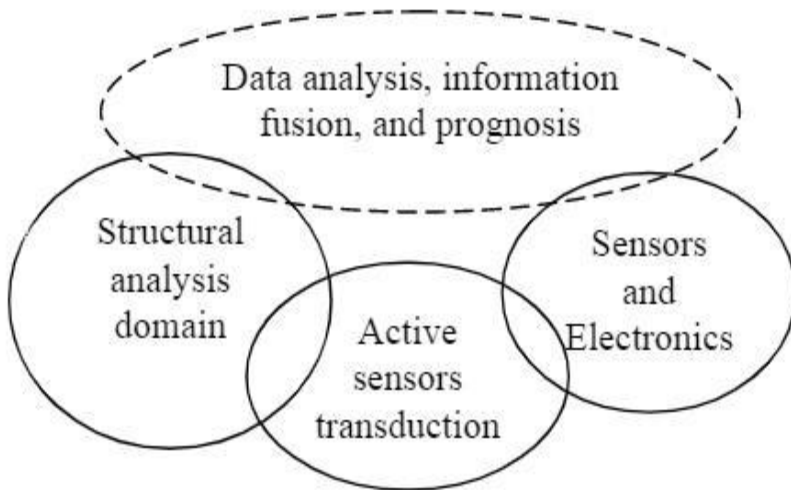 Data analysis, information
fusion, and prognosis
Structural
analysis
domain
Active
sensors
transduction
Sensors
and
Electronics